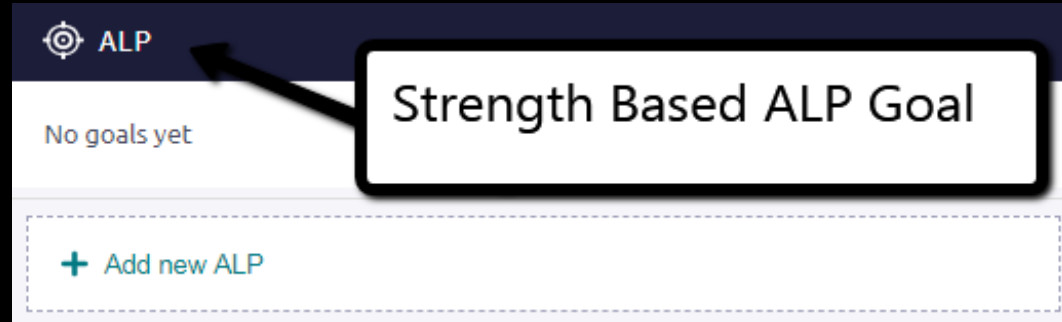 ALP
Strength Based ALP Goal
No goals yet
+ Add new ALP